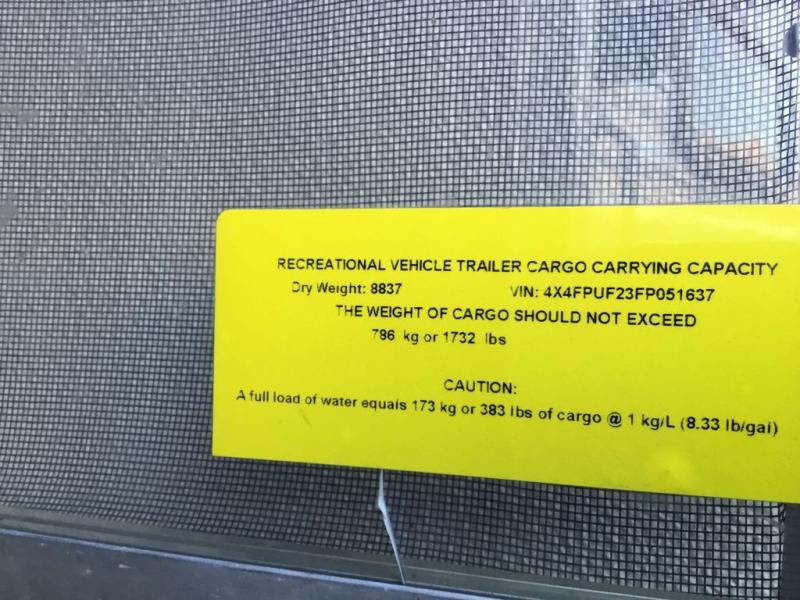 RECREATIONAL VEHICLE TRAILER CARGO CARRYING CAPACITY
Dry Weight: 8837 VIN: 4X4FPUF23FP051637
THE WEIGHT OF CARGO SHOULD NOT EXCEED
786 kg or 1732 lbs
CAUTION:
A full load of water equals 173 kg or 383 lbs of cargo @ 1 kg/L (8.33 lb/gal)